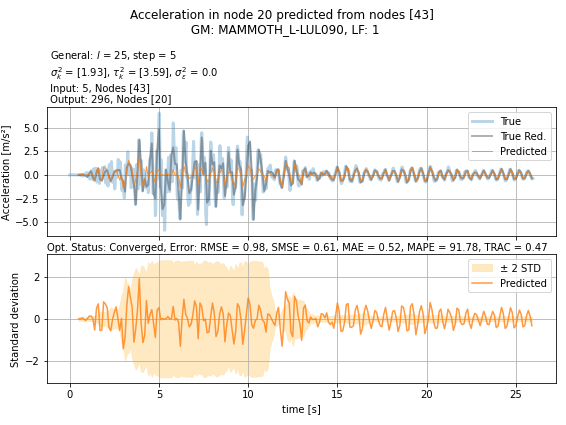 Acceleration in node 20 predicted from nodes [43]
GM: MAMMOTH_L-LUL090, LF: 1
General: l = 25, step = 5
σ²ₖ = [1.93], τ²ₖ = [3.59], σ²ε = 0.0
Input: 5, Nodes [43]
Output: 296, Nodes [20]
Acceleration [m/s²]
5.0
2.5
0.0
−2.5
−5.0
True
True Red.
Predicted
Opt. Status: Converged, Error: RMSE = 0.98, SMSE = 0.61, MAE = 0.52, MAPE = 91.78, TRAC = 0.47
Standard deviation
2
0
−2
± 2 STD
Predicted
0
5
10
15
20
25
time [s]